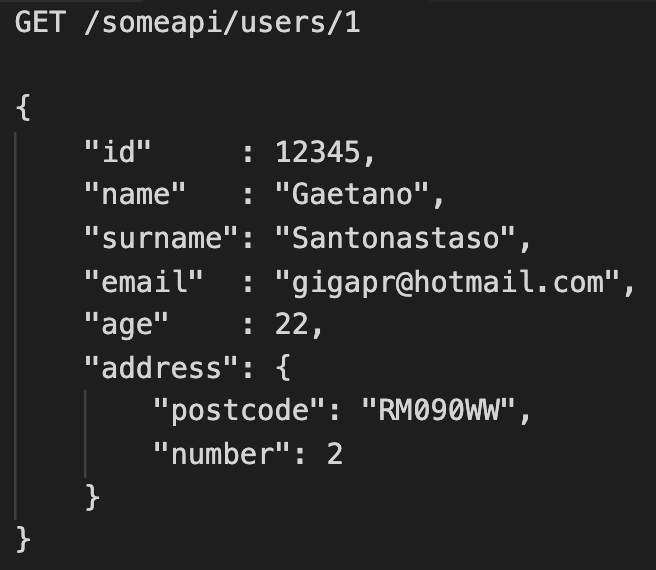 GET /someapi/users/1
{
"id" : 12345,
"name" : "Gaetano",
"surname": "Santonastaso",
"email" : "gigapr@hotmail.com",
"age" : 22,
"address": {
"postcode": "RM090WW",
"number": 2
}
}